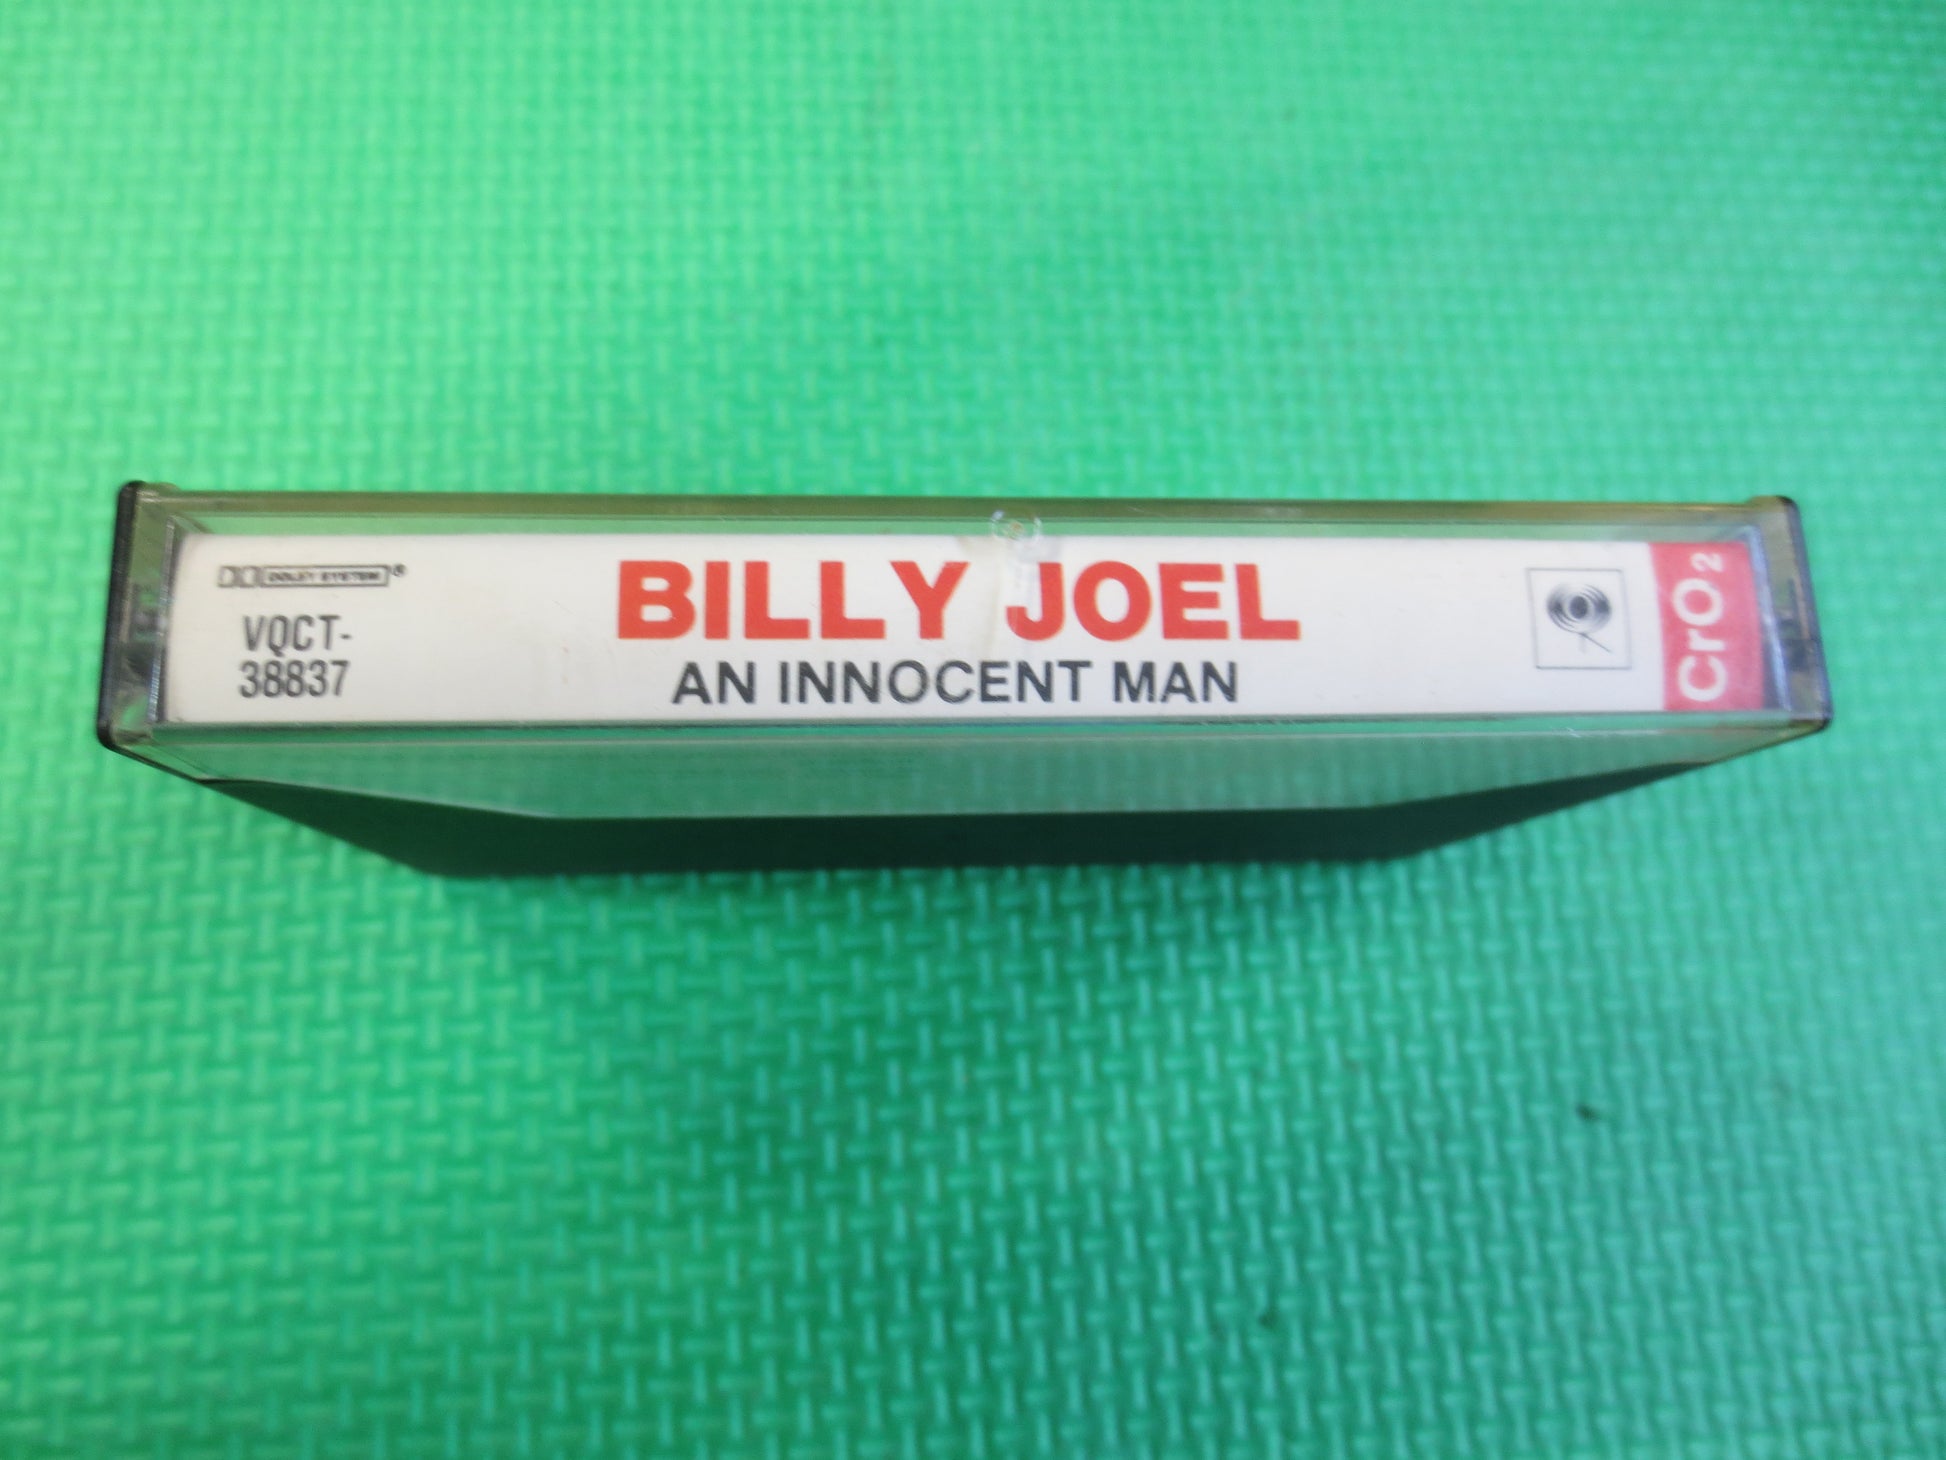 DOLBY SYSTEM®
VQCT-
38837
BILLY JOEL
AN INNOCENT MAN
CrO₂